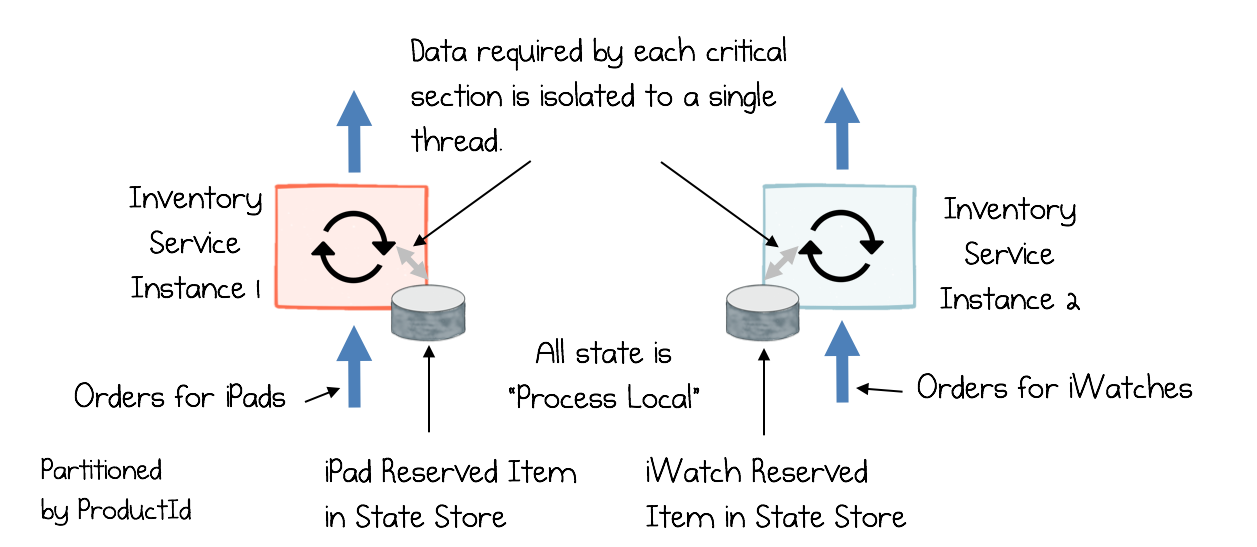 Data required by each critical
section is isolated to a single
thread.
Inventory
Service
Instance 1
Inventory
Service
Instance 2
All state is
“Process Local”
Orders for iPads
Orders for iWatches
Partitioned
by ProductId
iPad Reserved Item
in State Store
iWatch Reserved
Item in State Store